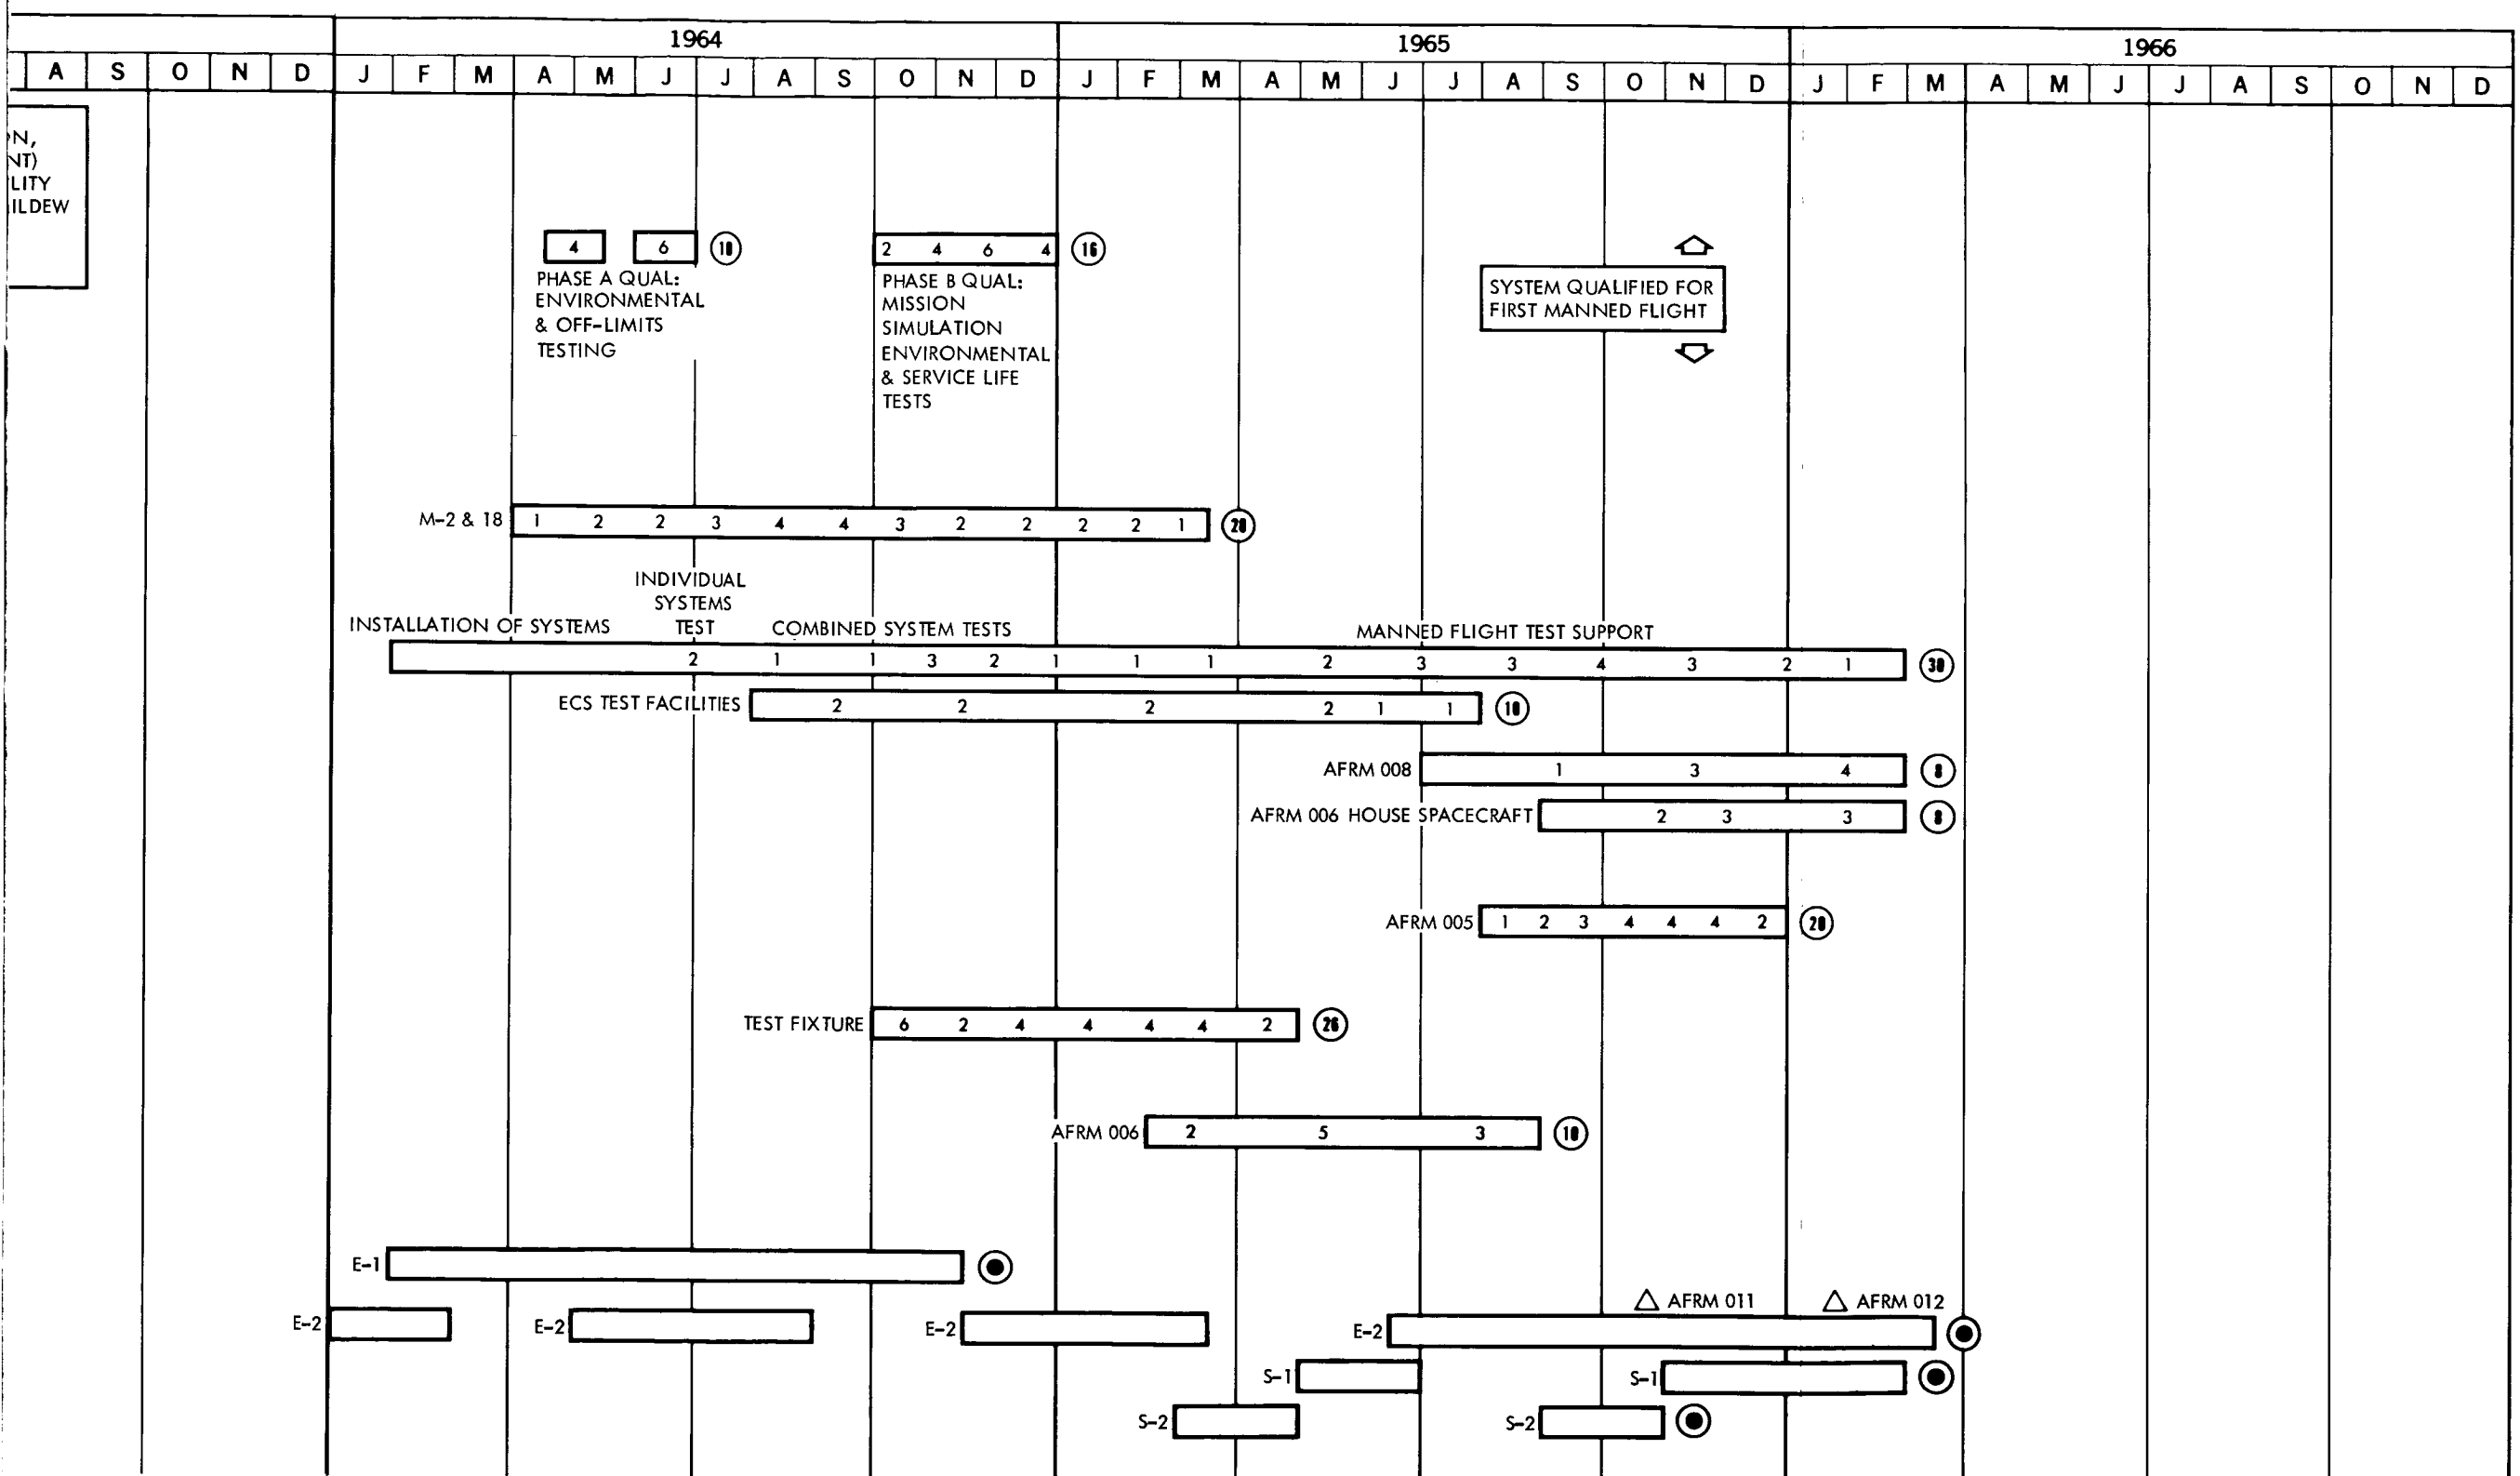 1964 1965 1966
A S O N D J F M A M J J A S O N D J F M A M J J A S O N D J F M A M J J A S O N D
N,
NT)
LITY
ILDEW
4 6 10
PHASE A QUAL:
ENVIRONMENTAL
& OFF-LIMITS
TESTING
2 4 6 4 16
PHASE B QUAL:
MISSION
SIMULATION
ENVIRONMENTAL
& SERVICE LIFE
TESTS
SYSTEM QUALIFIED FOR
FIRST MANNED FLIGHT
M-2 & 18 1 2 2 3 4 4 3 2 2 2 2 1 28
INSTALLATION OF SYSTEMS
INDIVIDUAL
SYSTEMS
TEST
COMBINED SYSTEM TESTS
MANNED FLIGHT TEST SUPPORT
2 1 1 3 2 1 1 1 2 3 3 4 3 2 1 30
ECS TEST FACILITIES 2 2 2 2 1 1 10
AFRM 008 1 3 4 8
AFRM 006 HOUSE SPACECRAFT 2 3 3 8
AFRM 005 1 2 3 4 4 4 2 20
TEST FIXTURE 6 2 4 4 4 4 2 26
AFRM 006 2 5 3 10
E-1
AFRM 011 AFRM 012
E-2 E-2 E-2 E-2
S-1 S-1
S-2 S-2